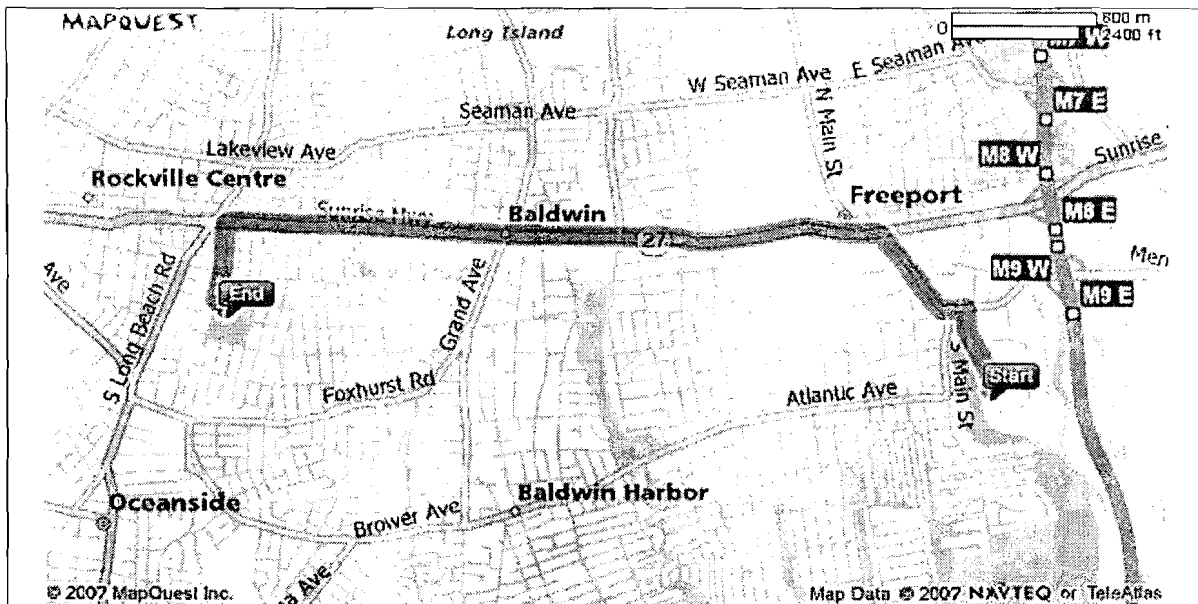 MAPQUEST
Long Island
0
600 m
2400 ft
W Seaman Ave
E Seaman Ave
Seaman Ave
N Main St
M7 E
Lakeview Ave
M8 W
Sunrise
Rockville Centre
Freeport
Sunrise Hwy
Baldwin
27
M8 E
M9 W
Mer
Ave
End
M9 E
S Long Beach Rd
Grand Ave
Foxhurst Rd
Start
S Main St
Atlantic Ave
Oceanside
Baldwin Harbor
Brower Ave
Ave
© 2007 MapQuest Inc.
Map Data © 2007 NAVTEQ or TeleAtlas